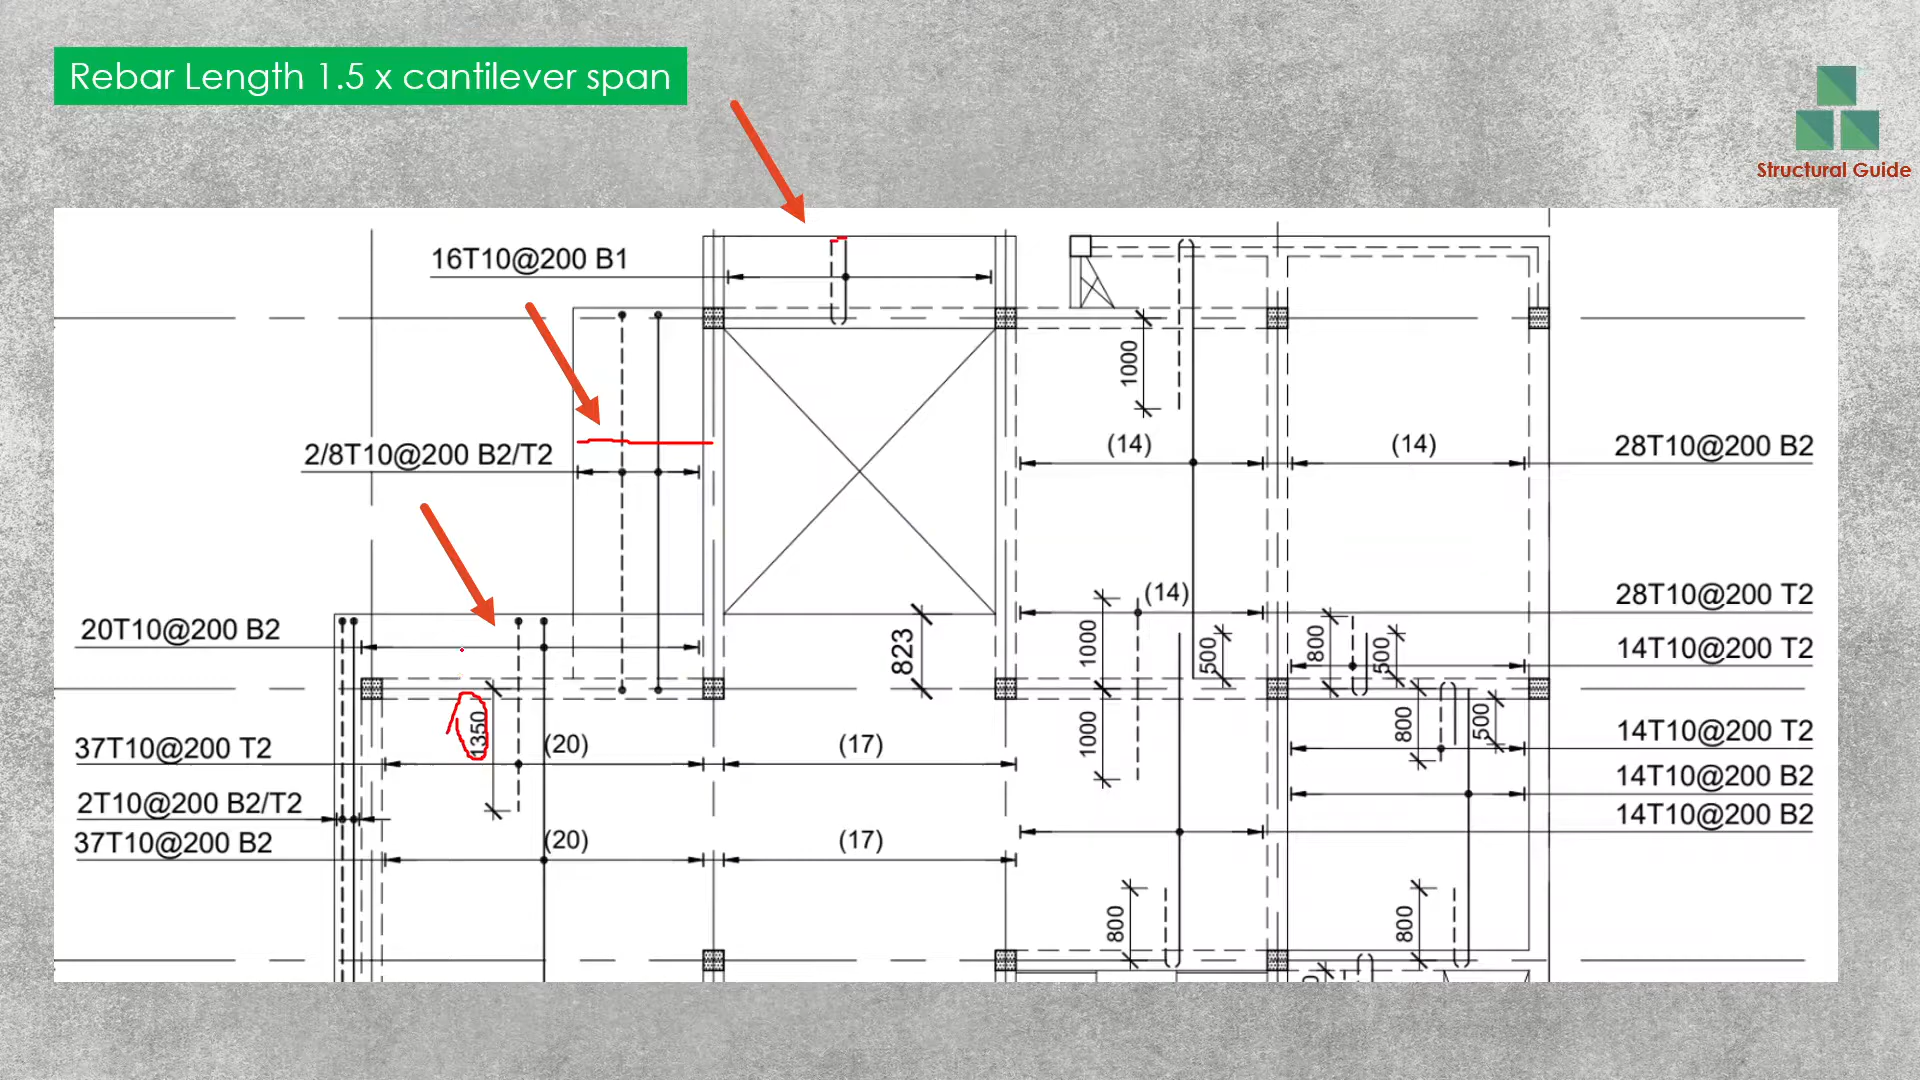 Rebar Length 1.5 x cantilever span
Structural Guide
16T10@200 B1
1000
(14)
(14)
28T10@200 B2
2/8T10@200 B2/T2
(14)
28T10@200 T2
20T10@200 B2
823
1000
500
800
500
14T10@200 T2
1350
37T10@200 T2
(20)
(17)
1000
800
500
14T10@200 T2
14T10@200 B2
2T10@200 B2/T2
14T10@200 B2
37T10@200 B2
(20)
(17)
800
800